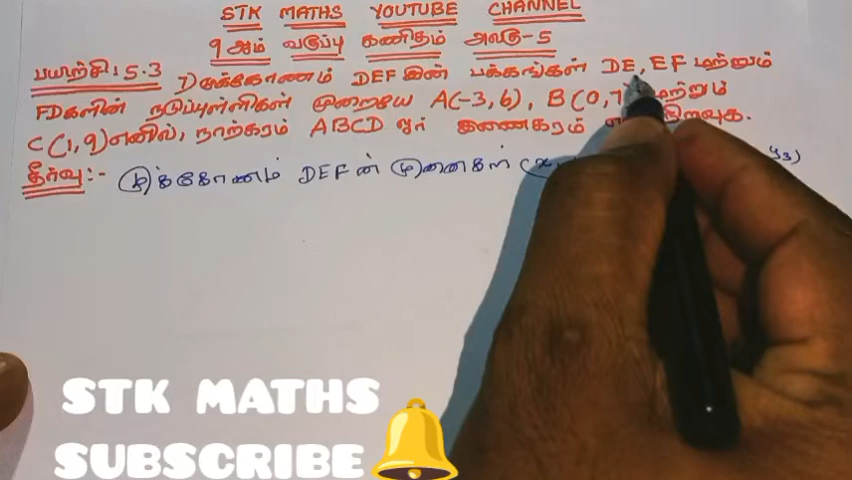 STK MATHS YOUTUBE CHANNEL
9 ஆம் வகுப்பு கணிதம் அலகு-5
பயிற்சி: 5.3 7) முக்கோணம் DEF இன் பக்கங்கள் DE, EF மற்றும்
FD களின் நடுப்புள்ளிகள் முறையே A(-3, 6), B(0, 7 மற்றும்
C(1, 9) எனில், நாற்கரம் ABCD ஓர் இணைகரம்
தீர்வு:- முக்கோணம் DEF ன் முனைகள் (x, y3)
STK MATHS
SUBSCRIBE